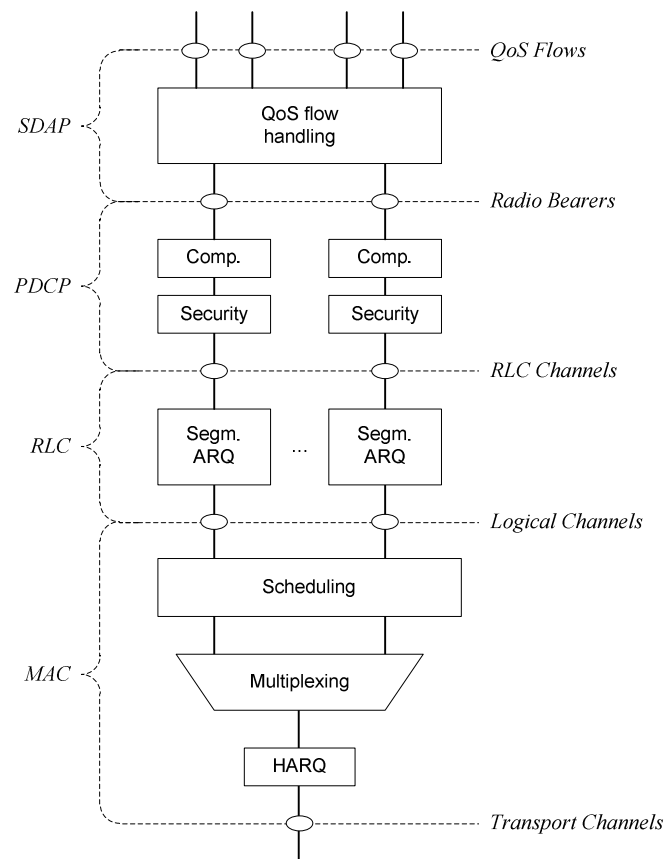 QoS Flows
QoS flow
handling
SDAP
Radio Bearers
Comp.
Comp.
PDCP
Security
Security
RLC Channels
Segm.
ARQ
...
Segm.
ARQ
RLC
Logical Channels
Scheduling
MAC
Multiplexing
HARQ
Transport Channels